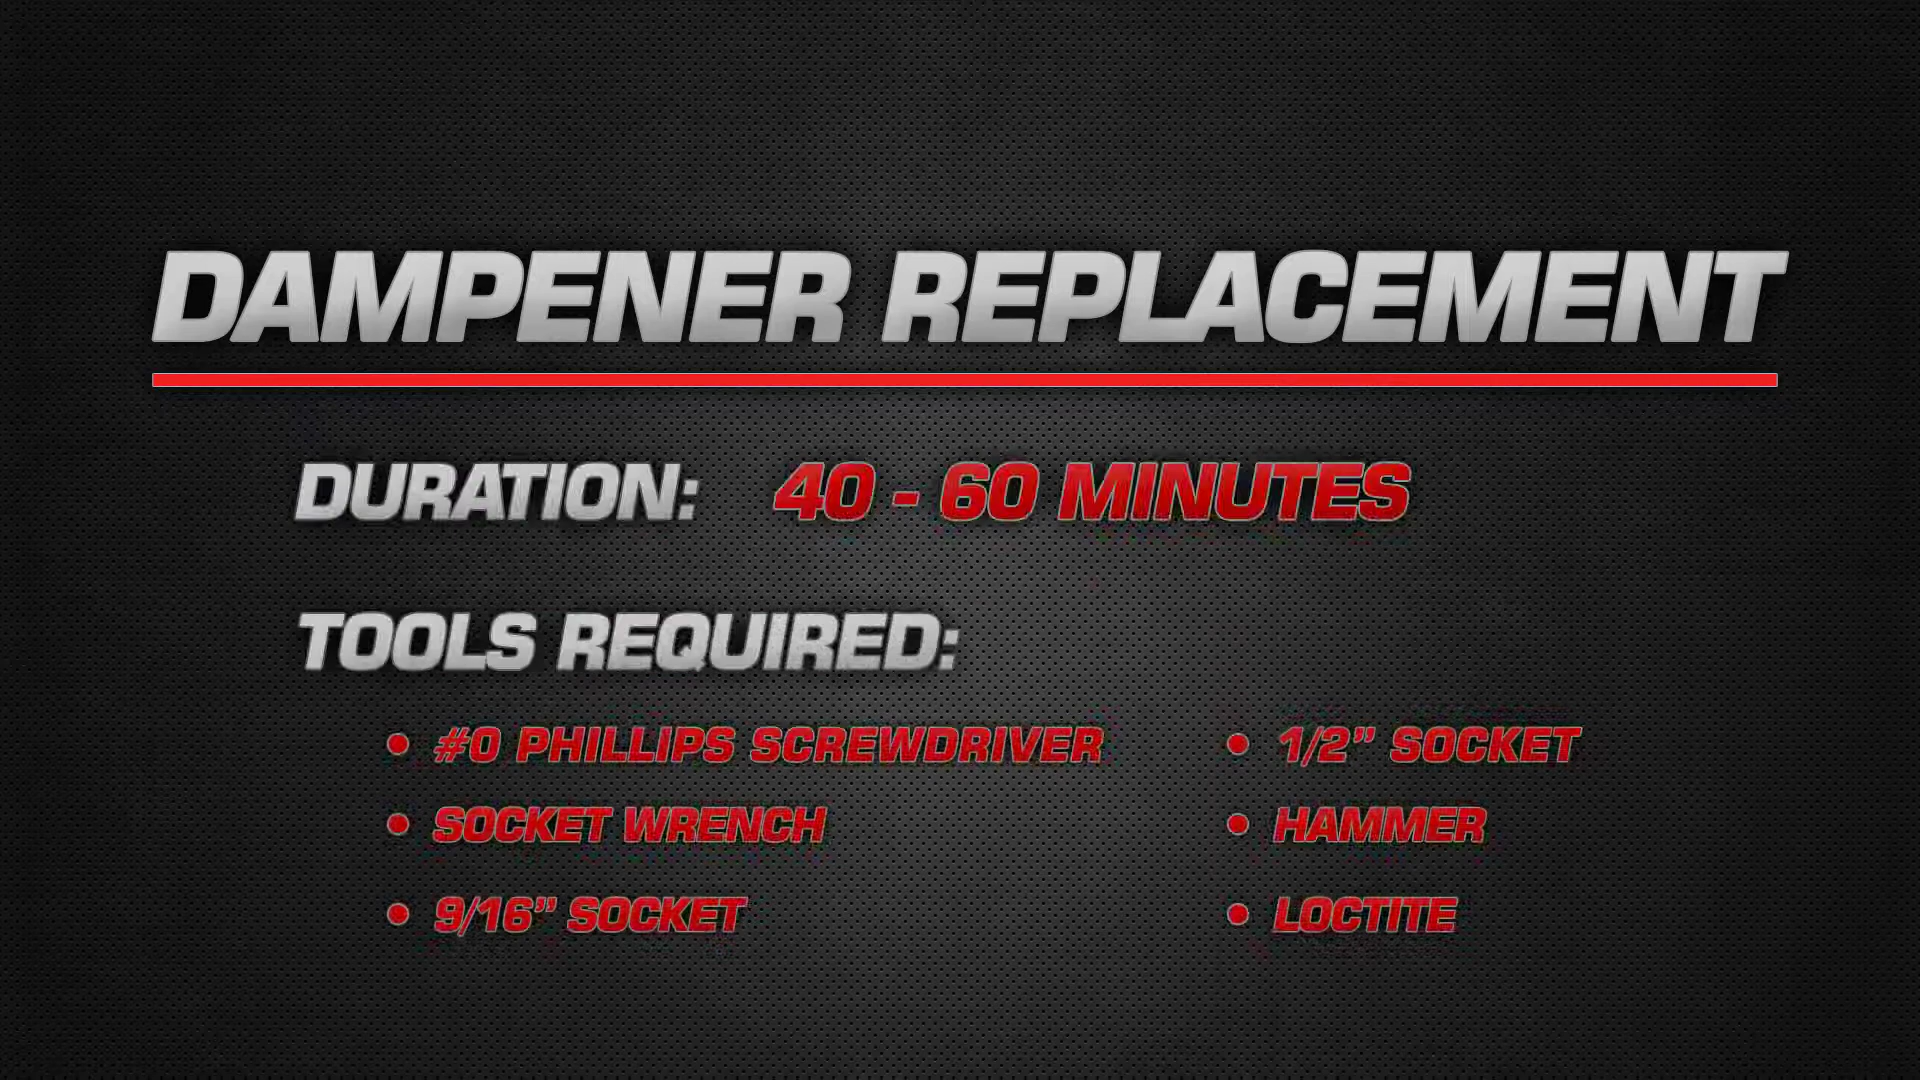 DAMPENER REPLACEMENT
DURATION: 40 - 60 MINUTES
TOOLS REQUIRED:
• #0 PHILLIPS SCREWDRIVER
• SOCKET WRENCH
• 9/16” SOCKET
• 1/2” SOCKET
• HAMMER
• LOCTITE